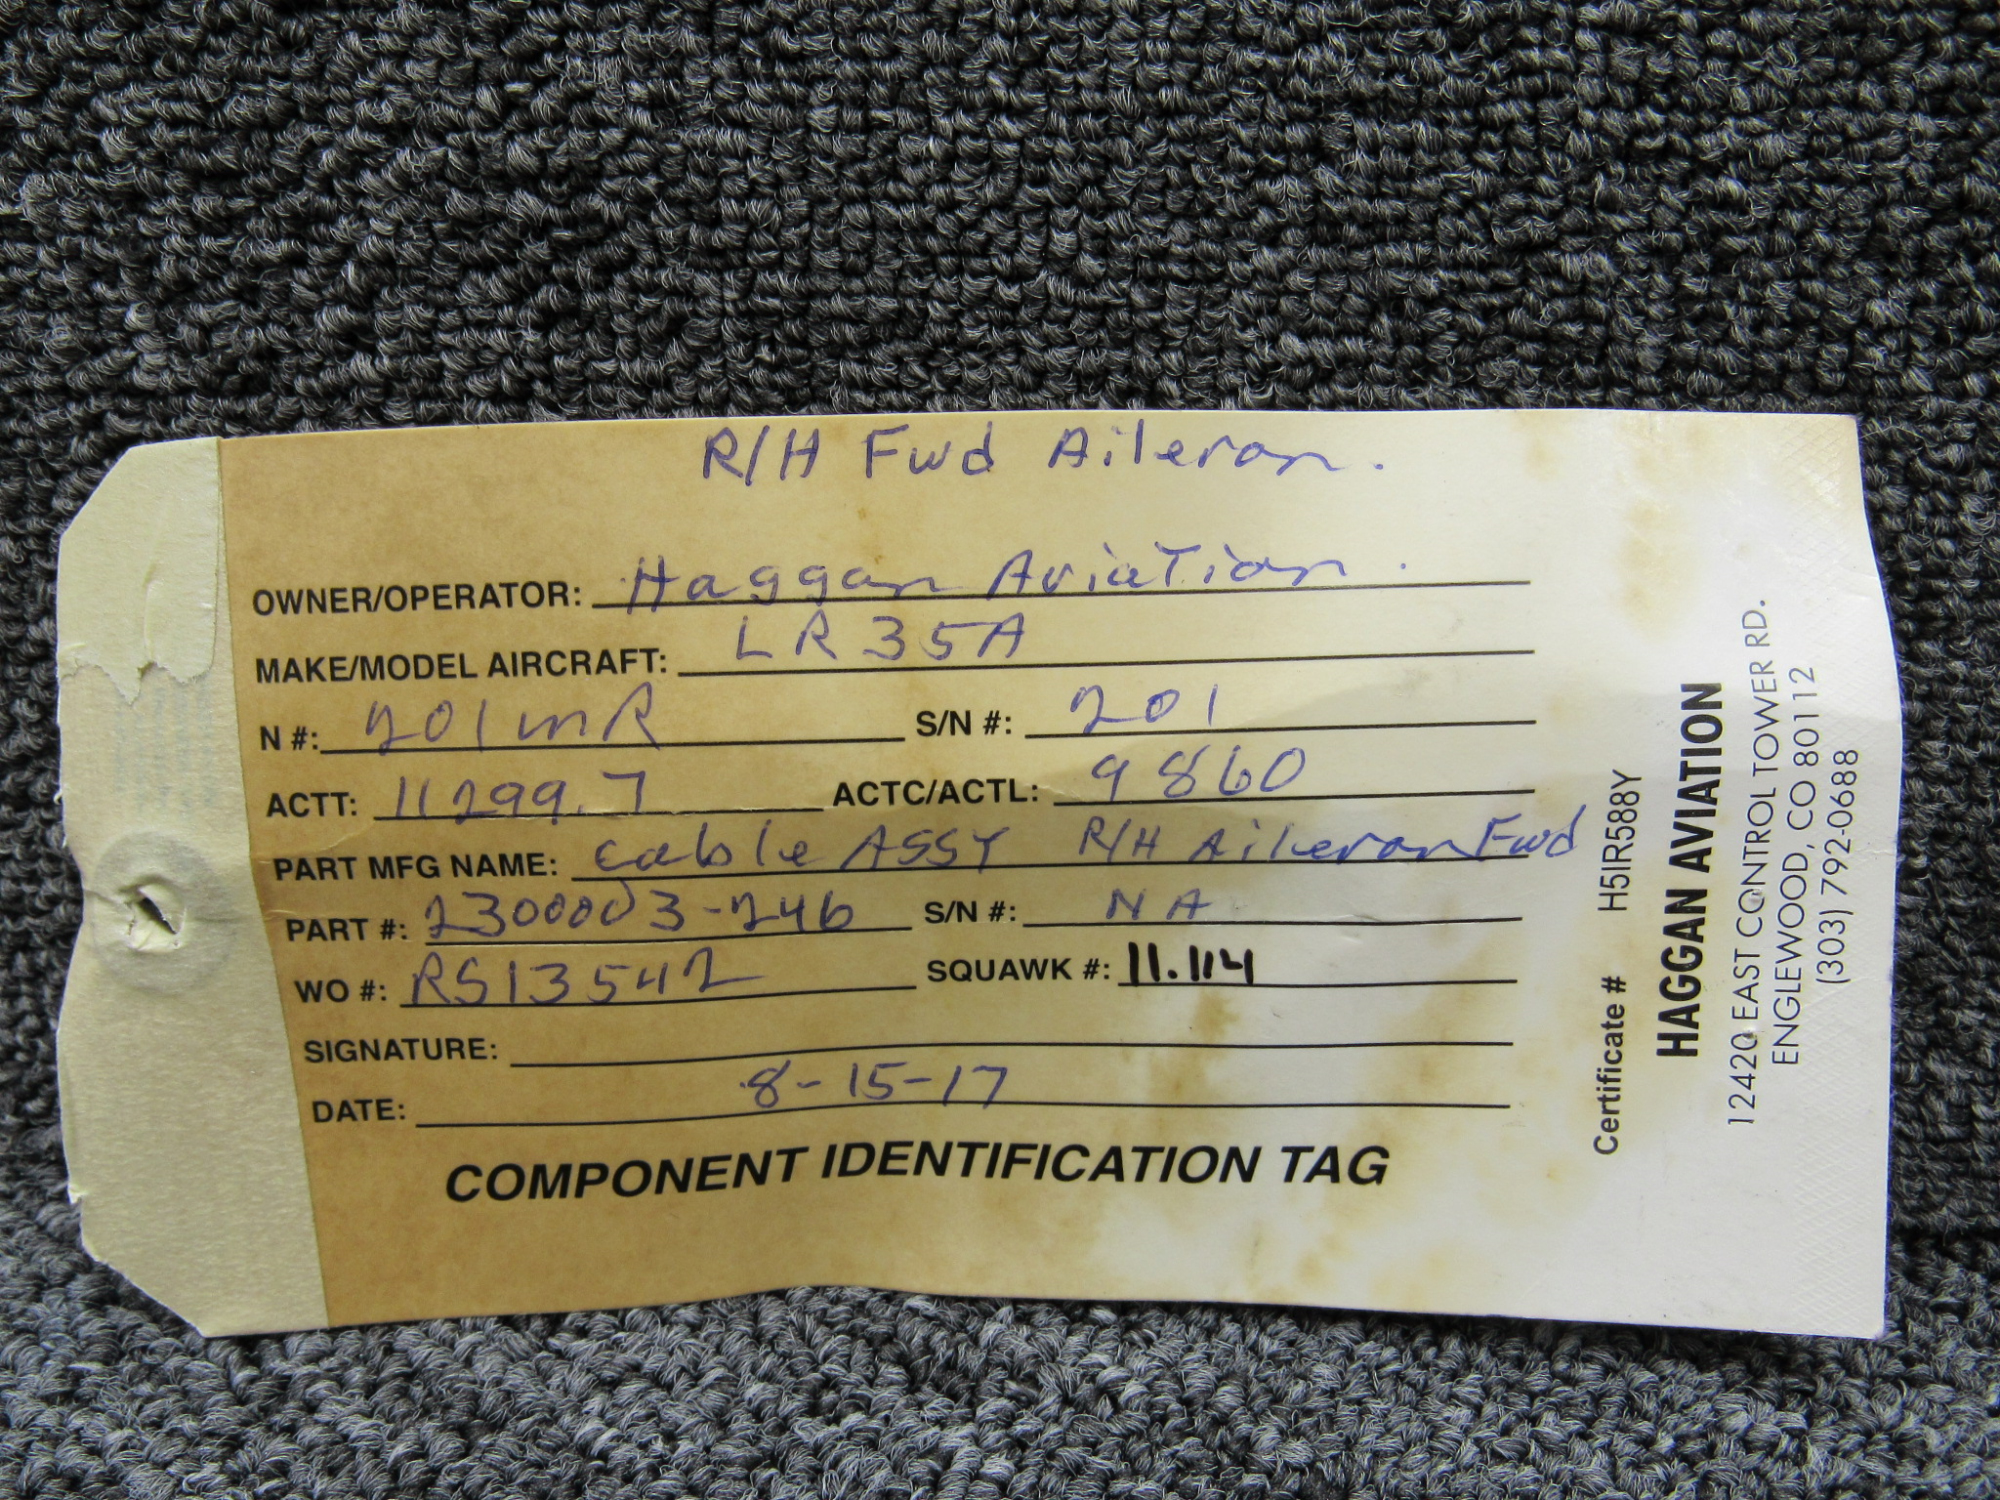 R/H Fwd Aileron.
OWNER/OPERATOR: Haggan Aviation.
MAKE/MODEL AIRCRAFT: LR35A
N #: 201MR S/N #: 201
ACTT: 11299.7 ACTC/ACTL: 9860
PART MFG NAME: Cable ASSY R/H Aileron Fwd
PART #: 2300003-246 S/N #: NA
WO #: RS13542 SQUAWK #: 11.114
SIGNATURE:
DATE: 8-15-17
COMPONENT IDENTIFICATION TAG
Certificate # H5IR588Y
HAGGAN AVIATION
12420 EAST CONTROL TOWER RD.
ENGLEWOOD, CO 80112
(303) 792-0688